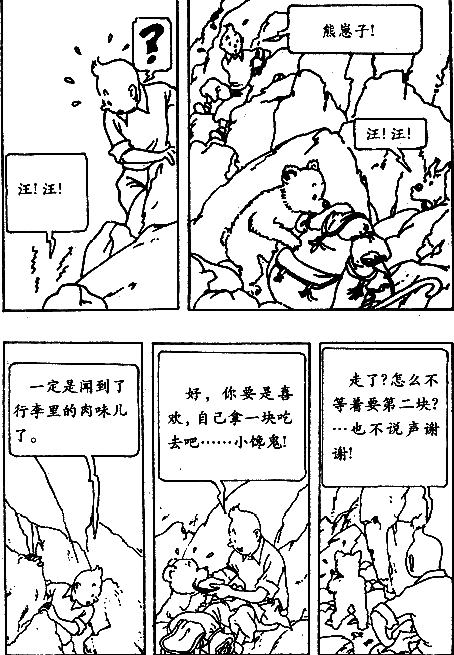 ?
汪！汪！
熊崽子！
汪！汪！
一定是闻到了
行李里的肉味儿
了。
好，你要是喜
欢，自己拿一块吃
去吧……小馋鬼！
走了？怎么不
等着要第二块？
…也不说声谢
谢！